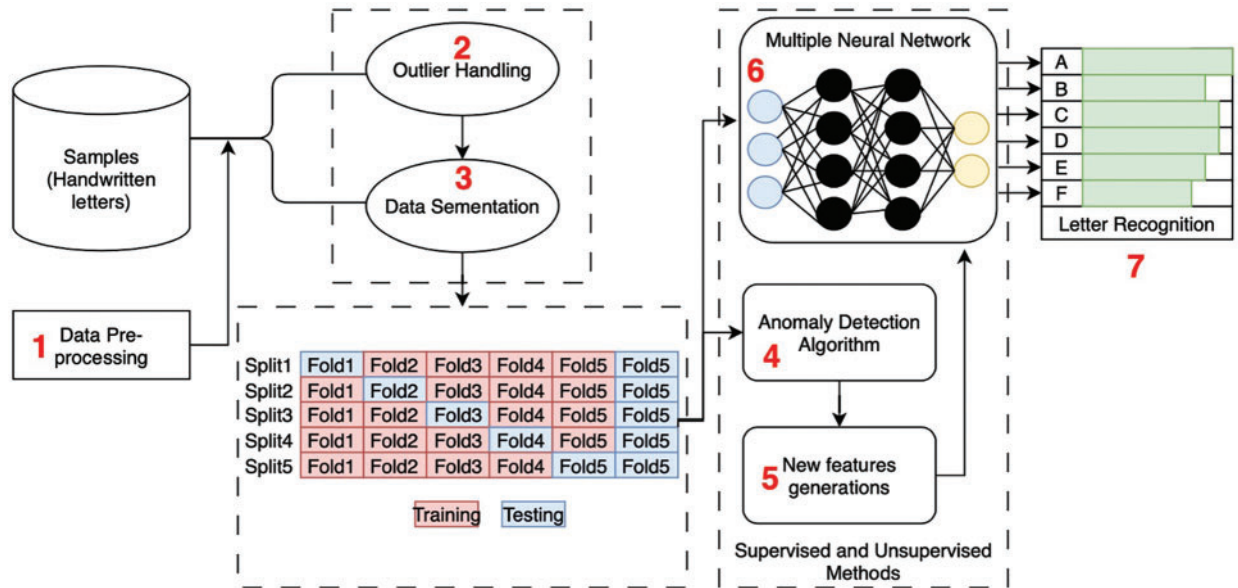 Samples
(Handwritten
letters)
1
Data Pre-
processing
2
Outlier Handling
3
Data Sementation
Split1 Fold1 Fold2 Fold3 Fold4 Fold5 Fold5
Split2 Fold1 Fold2 Fold3 Fold4 Fold5 Fold5
Split3 Fold1 Fold2 Fold3 Fold4 Fold5 Fold5
Split4 Fold1 Fold2 Fold3 Fold4 Fold5 Fold5
Split5 Fold1 Fold2 Fold3 Fold4 Fold5 Fold5
Training Testing
Multiple Neural Network
6
Anomaly Detection
Algorithm
4
New features
generations
5
Supervised and Unsupervised
Methods
A
B
C
D
E
F
Letter Recognition
7